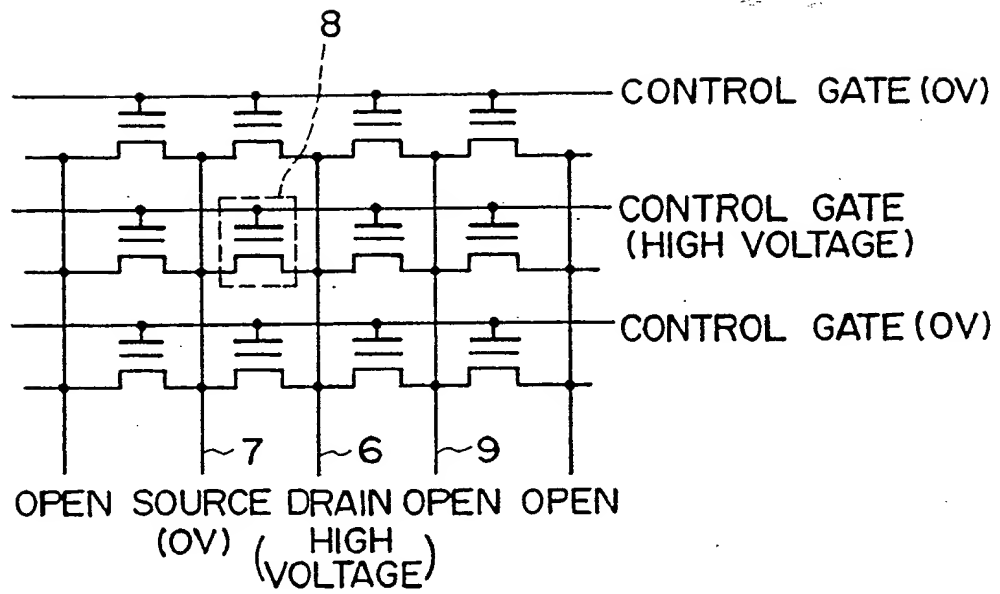 8
CONTROL GATE (OV)
CONTROL GATE
(HIGH VOLTAGE)
CONTROL GATE (OV)
7 6 9
OPEN SOURCE DRAIN OPEN OPEN
(OV) (HIGH
VOLTAGE)